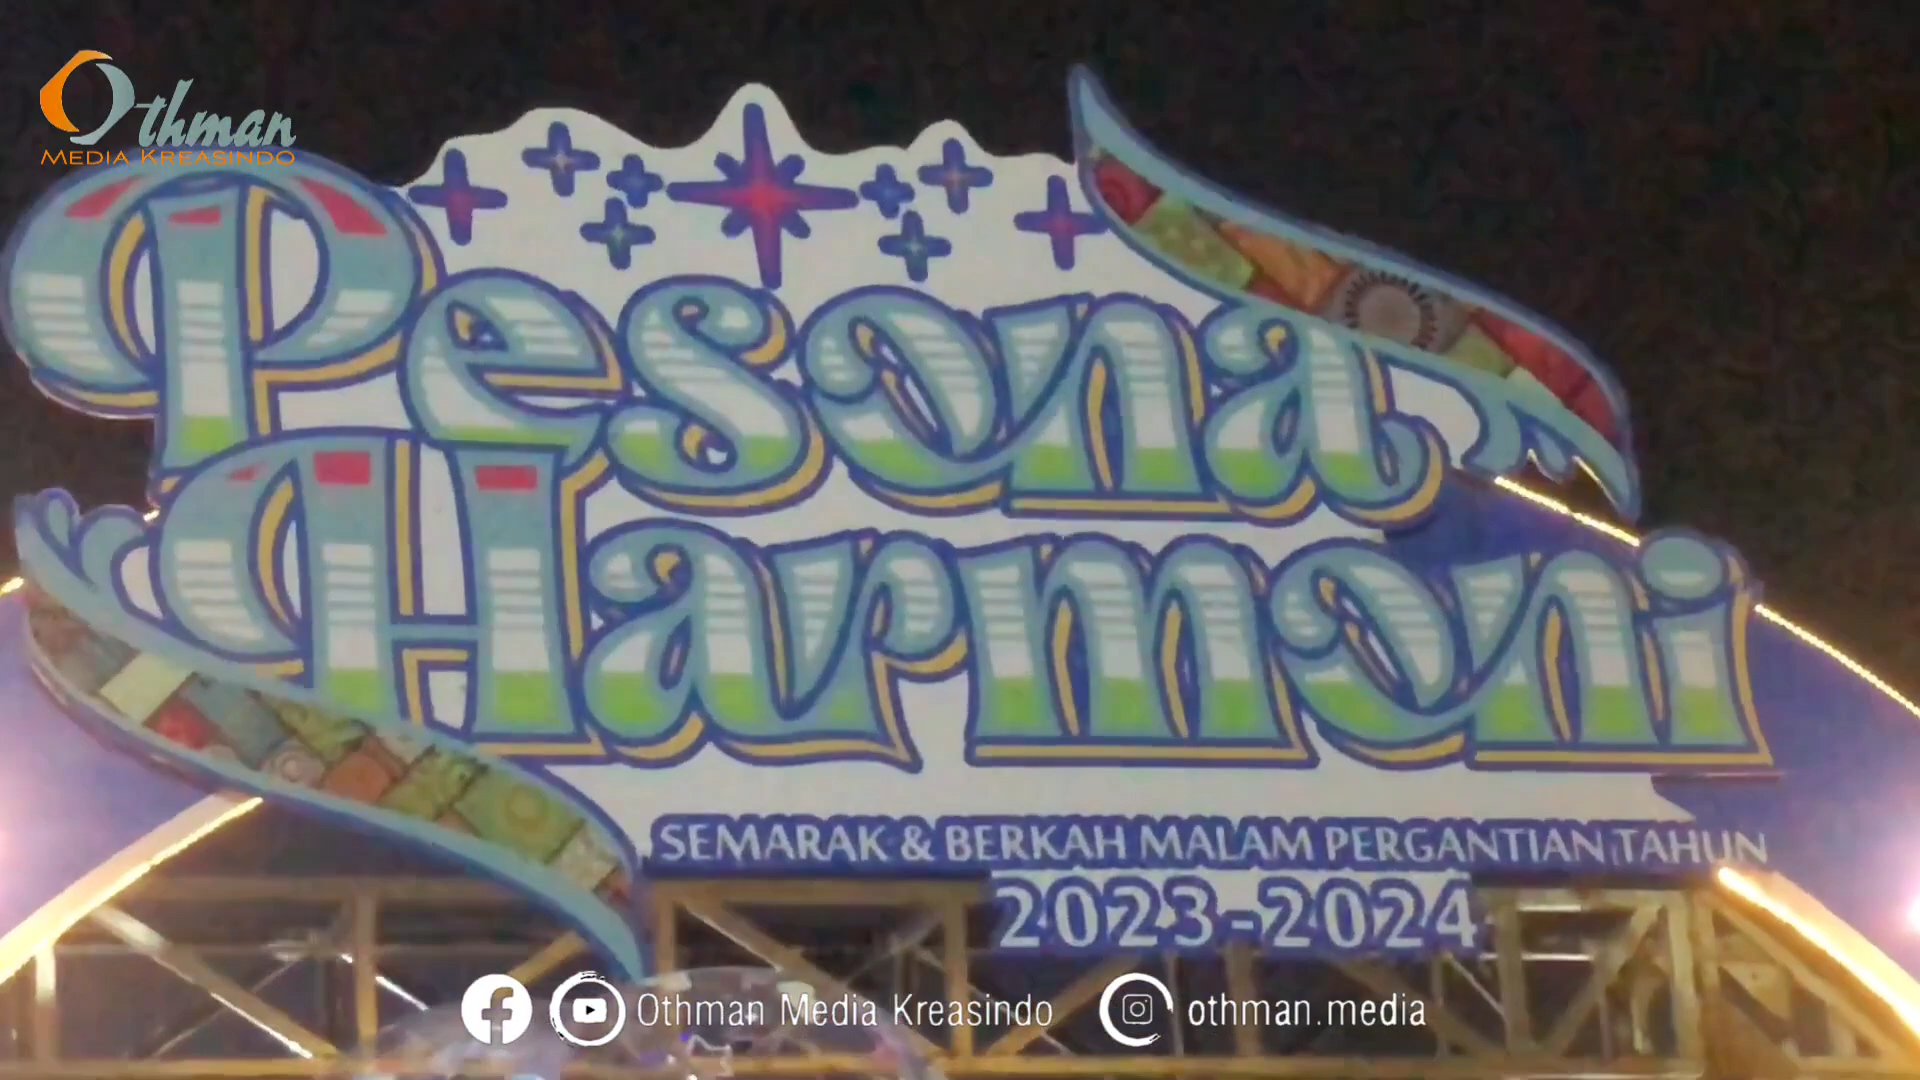 Othman
MEDIA KREASINDO
Pesona
Harmoni
SEMARAK & BERKAH MALAM PERGANTIAN TAHUN
2023-2024
Othman Media Kreasindo
othman.media